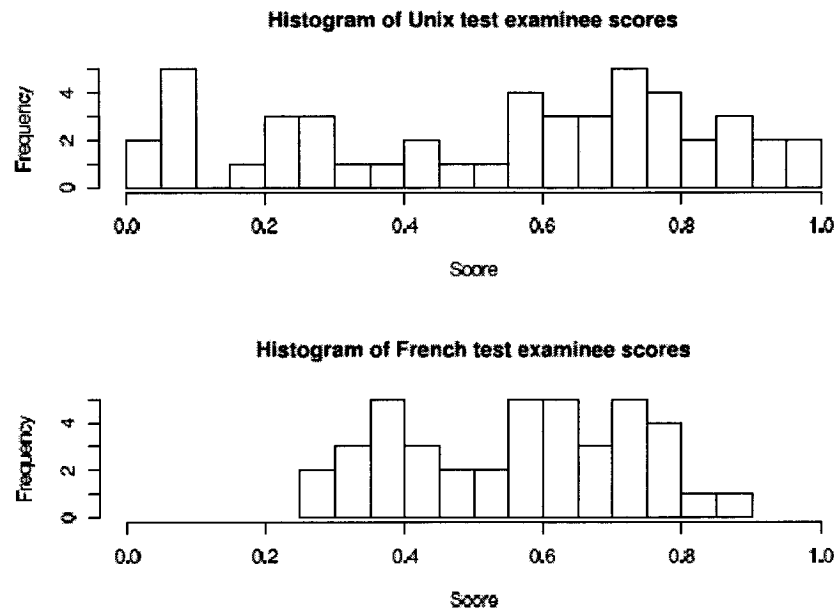 Histogram of Unix test examinee scores
Frequency
4
2
0
0.0 0.2 0.4 0.6 0.8 1.0
Score
Histogram of French test examinee scores
Frequency
4
2
0
0.0 0.2 0.4 0.6 0.8 1.0
Score